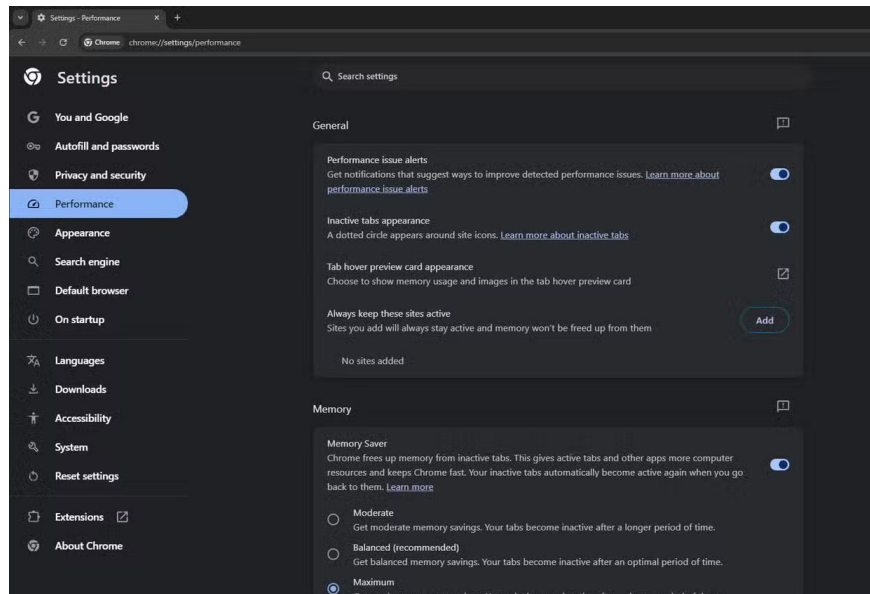 Settings - Performance
Chrome chrome://settings/performance
Settings
Search settings
You and Google
Autofill and passwords
Privacy and security
Performance
Appearance
Search engine
Default browser
On startup
Languages
Downloads
Accessibility
System
Reset settings
Extensions
About Chrome
General
Performance issue alerts
Get notifications that suggest ways to improve detected performance issues. Learn more about
performance issue alerts
Inactive tabs appearance
A dotted circle appears around site icons. Learn more about inactive tabs
Tab hover preview card appearance
Choose to show memory usage and images in the tab hover preview card
Always keep these sites active
Sites you add will always stay active and memory won't be freed up from them
Add
No sites added
Memory
Memory Saver
Chrome frees up memory from inactive tabs. This gives active tabs and other apps more computer
resources and keeps Chrome fast. Your inactive tabs automatically become active again when you go
back to them. Learn more
Moderate
Get moderate memory savings. Your tabs become inactive after a longer period of time.
Balanced (recommended)
Get balanced memory savings. Your tabs become inactive after an optimal period of time.
Maximum